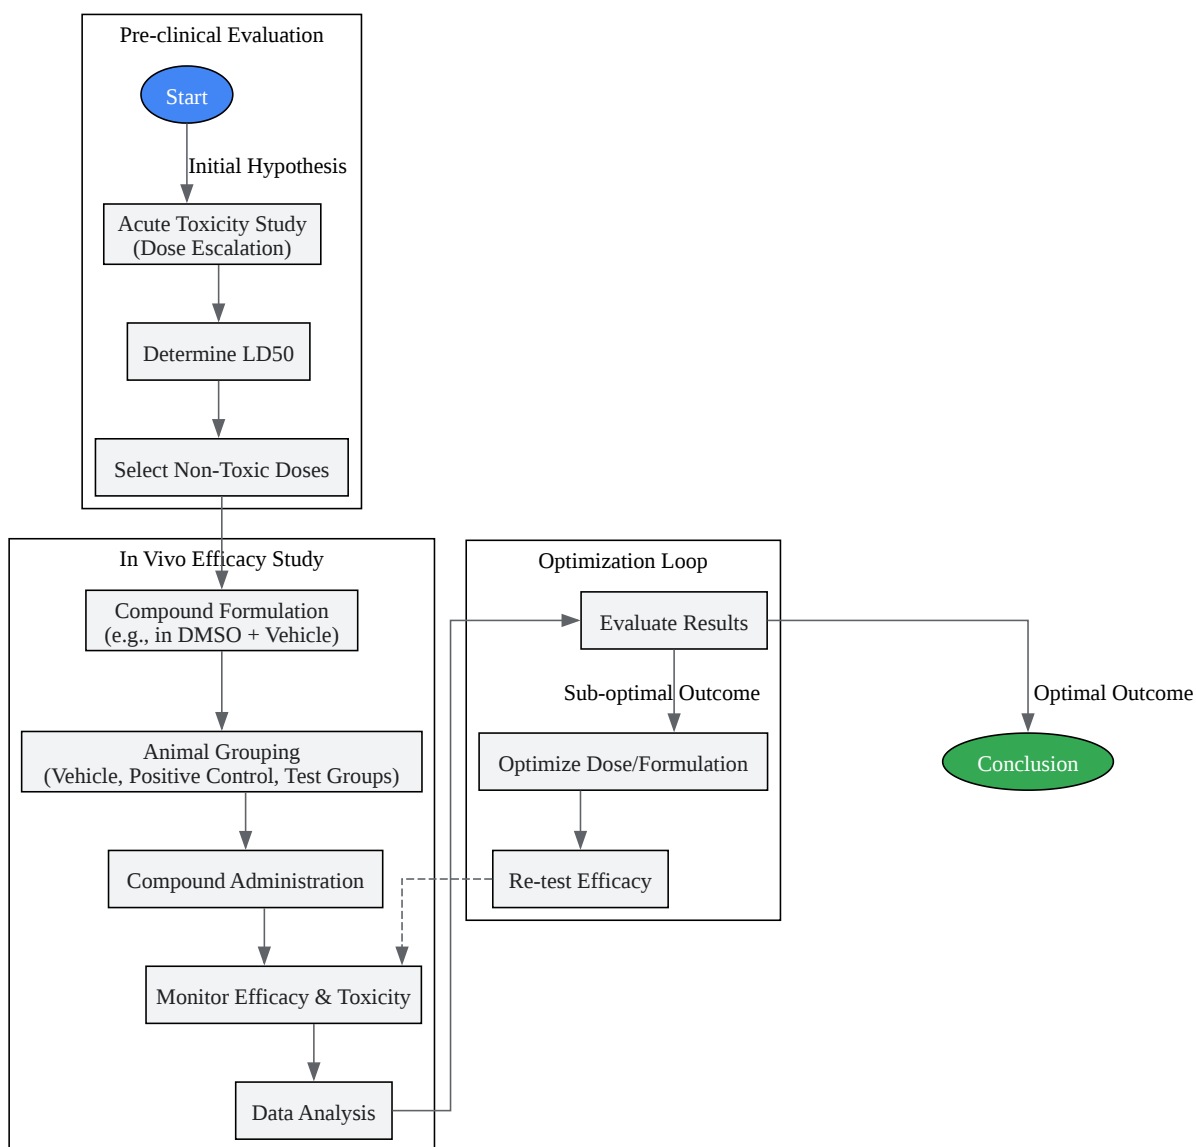 Pre-clinical Evaluation
Start
Initial Hypothesis
Acute Toxicity Study
(Dose Escalation)
Determine LD50
Select Non-Toxic Doses
In Vivo Efficacy Study
Compound Formulation
(e.g., in DMSO + Vehicle)
Animal Grouping
(Vehicle, Positive Control, Test Groups)
Compound Administration
Monitor Efficacy & Toxicity
Data Analysis
Optimization Loop
Evaluate Results
Sub-optimal Outcome
Optimize Dose/Formulation
Re-test Efficacy
Optimal Outcome
Conclusion